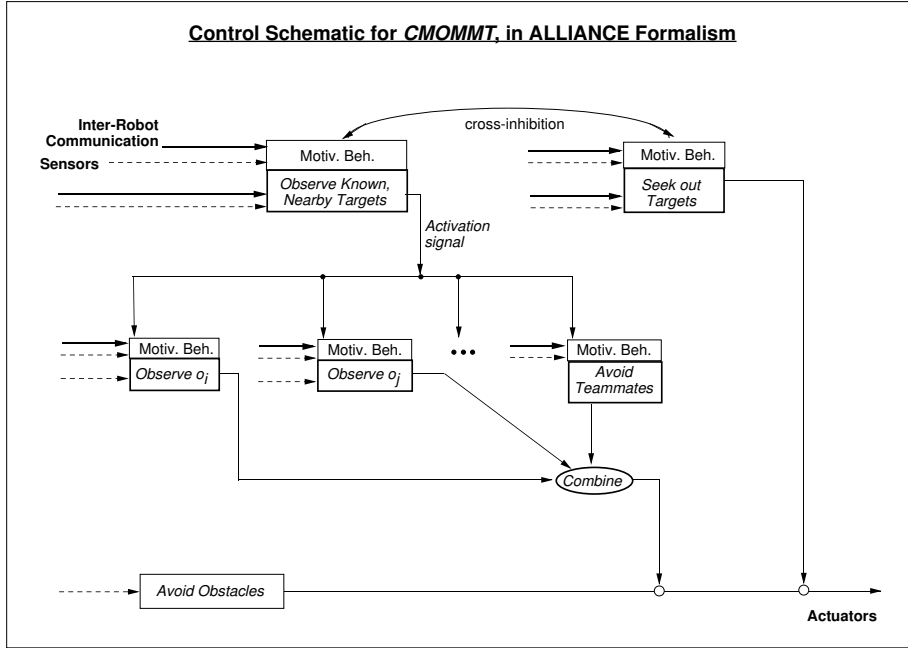 Control Schematic for CMOMMT, in ALLIANCE Formalism
cross-inhibition
Inter-Robot
Communication
Sensors
Motiv. Beh.
Observe Known,
Nearby Targets
Motiv. Beh.
Seek out
Targets
Activation
signal
Motiv. Beh.
Observe oi
Motiv. Beh.
Observe oj
•••
Motiv. Beh.
Avoid
Teammates
Combine
Avoid Obstacles
Actuators